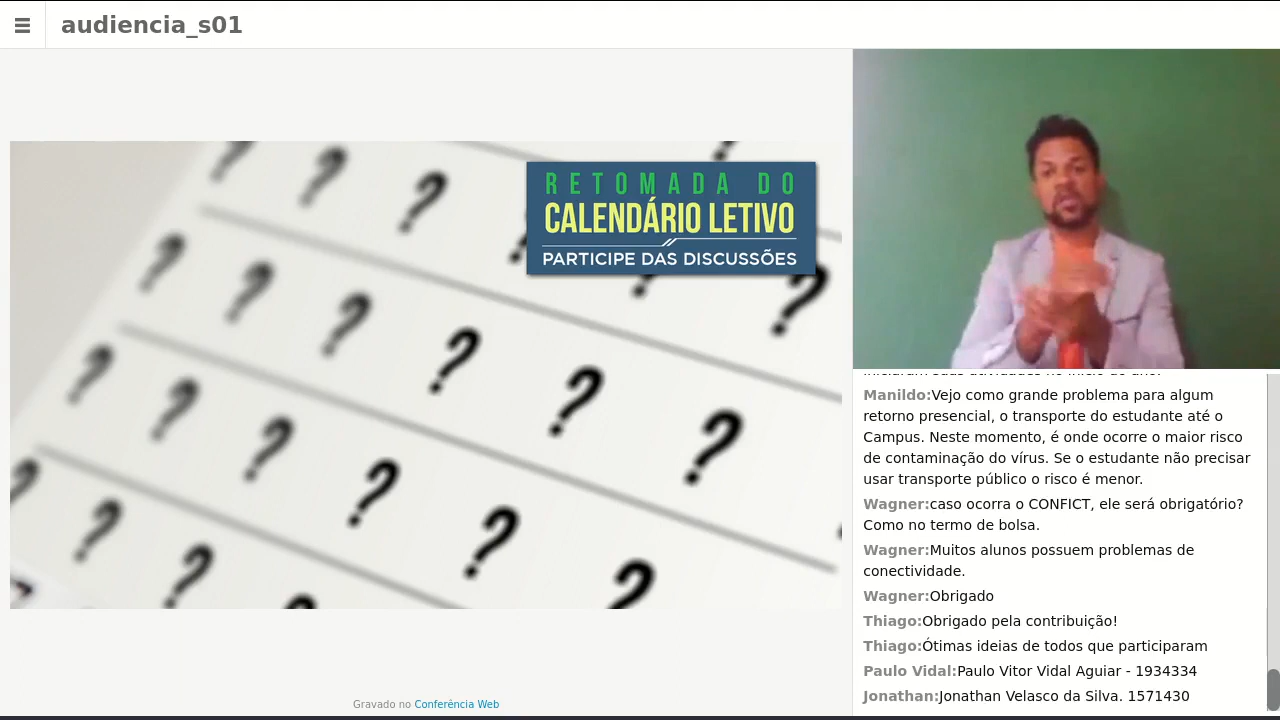 audiencia_s01
RETOMADA DO
CALENDÁRIO LETIVO
PARTICIPE DAS DISCUSSÕES
? ? ? ?
? ? ? ? ? ?
? ? ? ? ?
? ? ? ?
Manildo:Vejo como grande problema para algum
retorno presencial, o transporte do estudante até o
Campus. Neste momento, é onde ocorre o maior risco
de contaminação do vírus. Se o estudante não precisar
usar transporte público o risco é menor.
Wagner:caso ocorra o CONFICT, ele será obrigatório?
Como no termo de bolsa.
Wagner:Muitos alunos possuem problemas de
conectividade.
Wagner:Obrigado
Thiago:Obrigado pela contribuição!
Thiago:Ótimas ideias de todos que participaram
Paulo Vidal:Paulo Vitor Vidal Aguiar - 1934334
Jonathan:Jonathan Velasco da Silva. 1571430
Gravado no Conferência Web